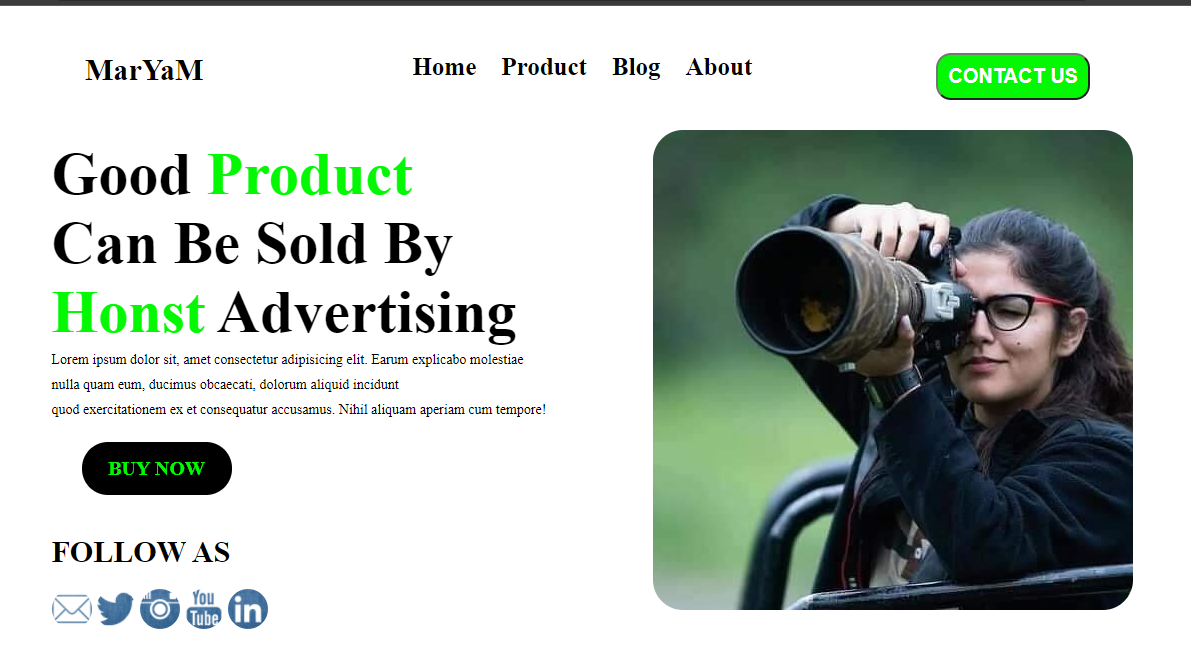 MarYaM
Home Product Blog About
CONTACT US
Good Product
Can Be Sold By
Honst Advertising
Lorem ipsum dolor sit, amet consectetur adipisicing elit. Earum explicabo molestiae
nulla quam eum, ducimus obcaecati, dolorum aliquid incidunt
quod exercitationem ex et consequatur accusamus. Nihil aliquam aperiam cum tempore!
BUY NOW
FOLLOW AS
You
Tube
in